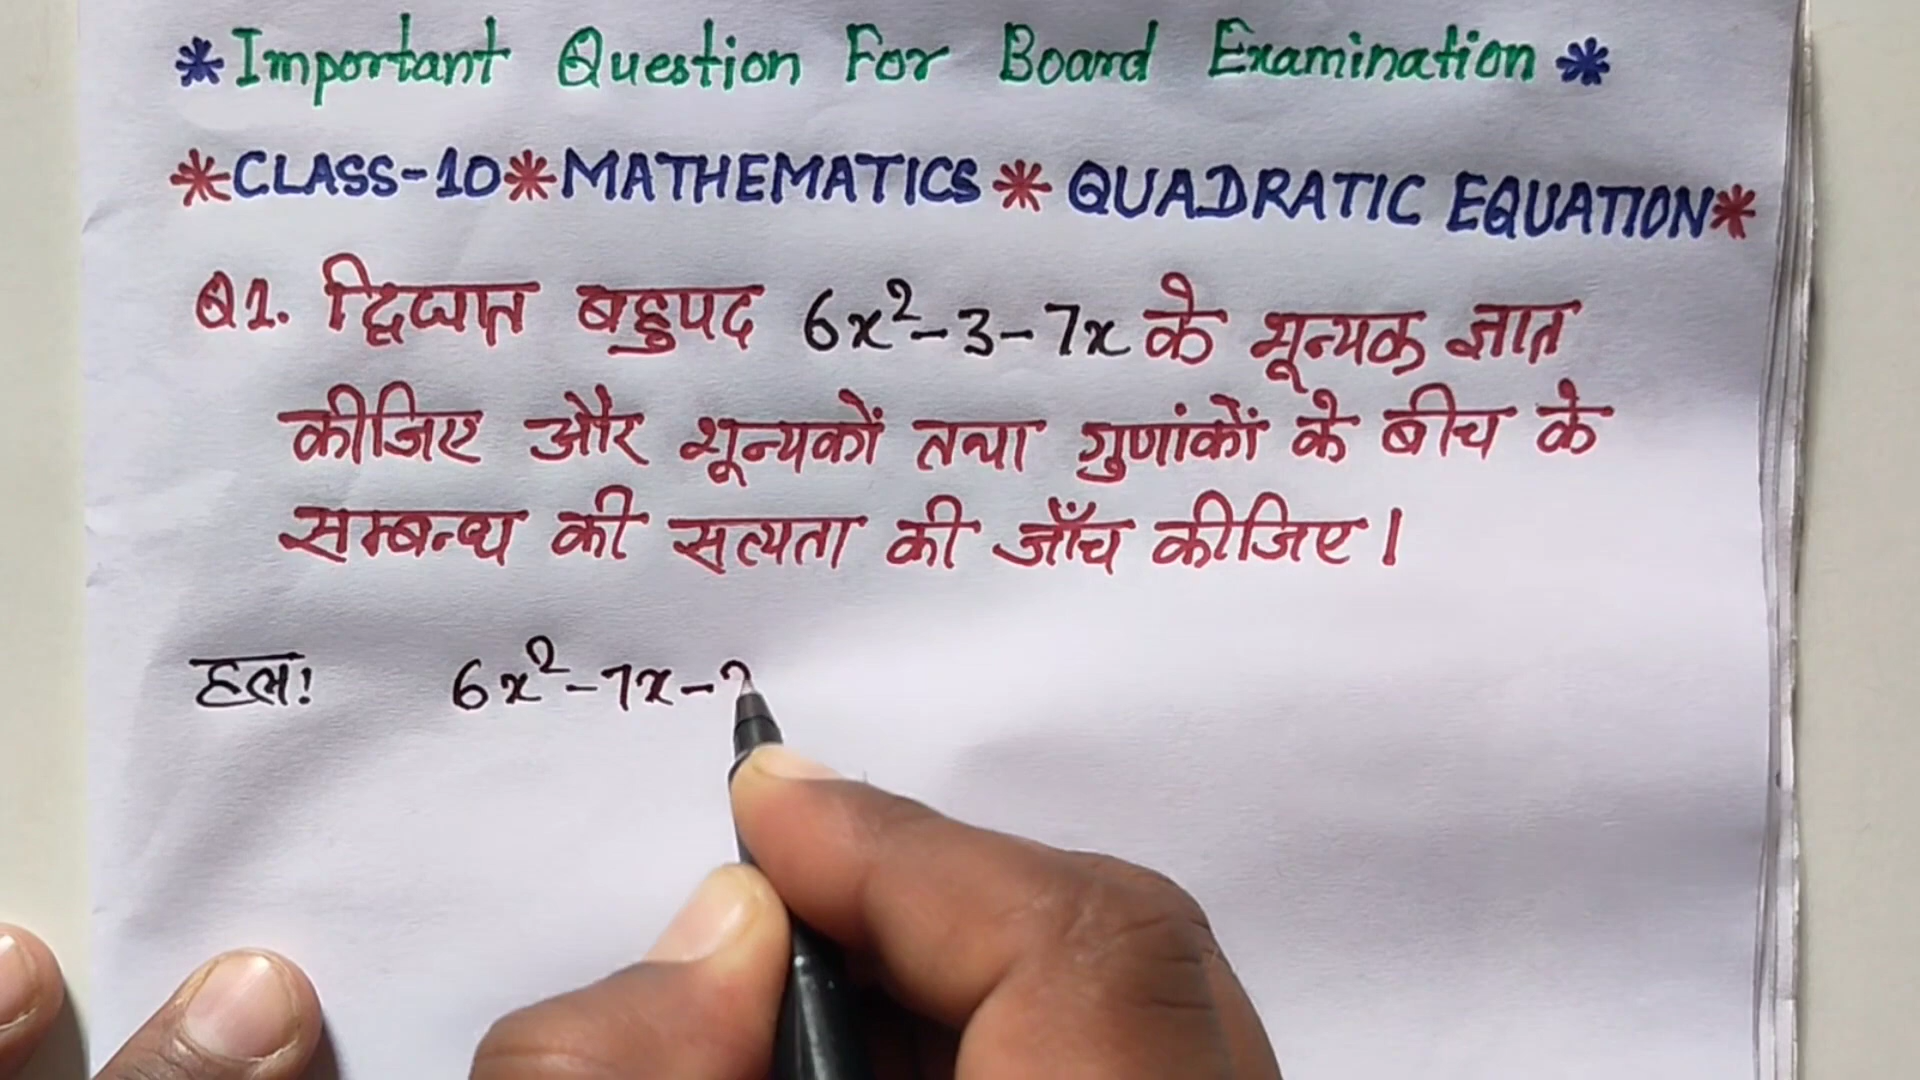 *Important Question For Board Examination*
*CLASS-10*MATHEMATICS*QUADRATIC EQUATION*
Q1. द्विघात बहुपद 6x²-3-7x के शून्यक ज्ञात
कीजिए और शून्यकों तथा गुणांकों के बीच के
सम्बन्ध की सत्यता की जाँच कीजिए।
हल: 6x²-7x-